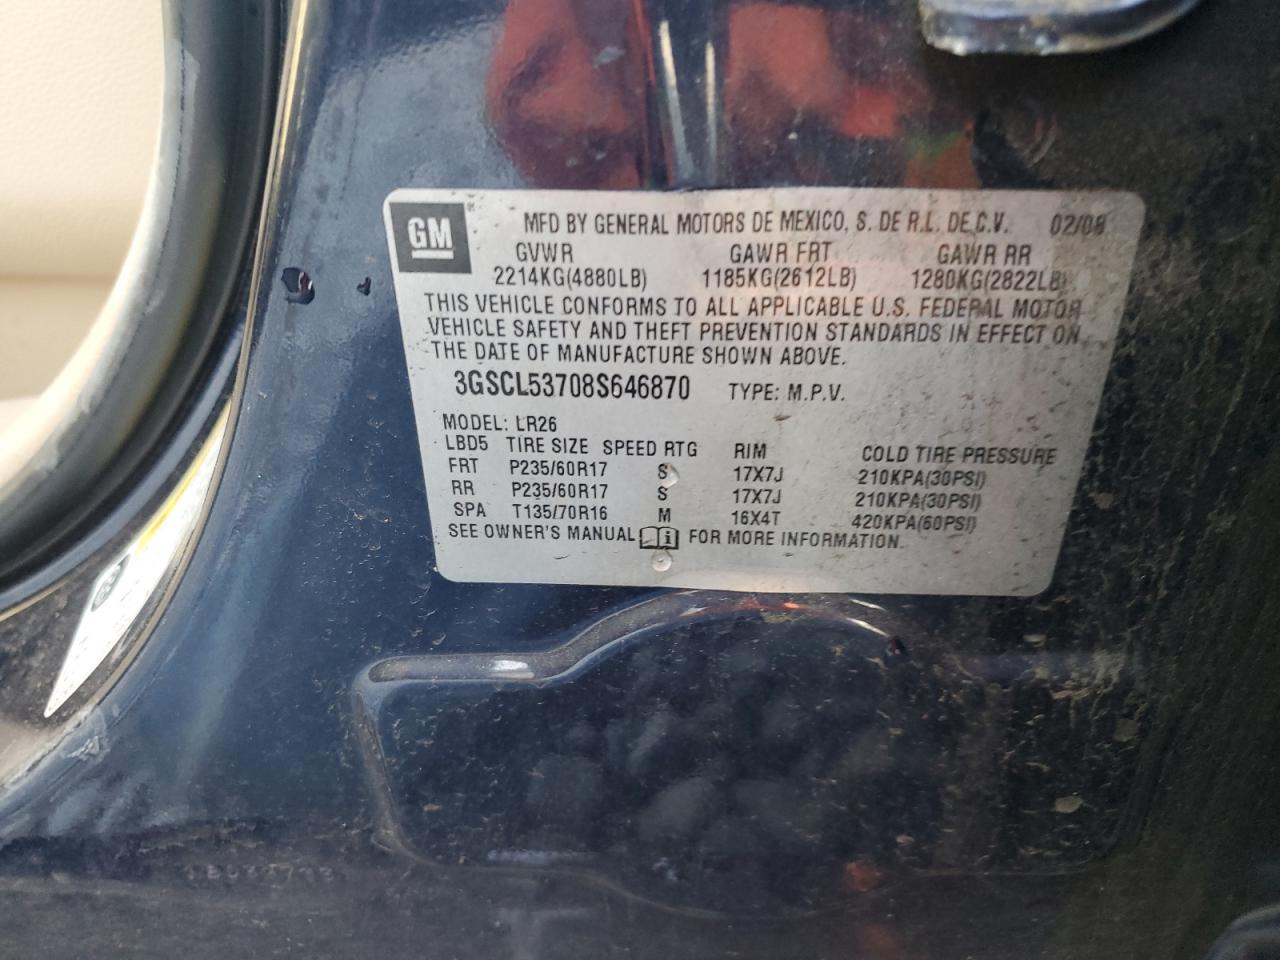 GM ®
MFD BY GENERAL MOTORS DE MEXICO, S. DE R.L. DE C.V. 02/08
GVWR GAWR FRT GAWR RR
2214KG(4880LB) 1185KG(2612LB) 1280KG(2822LB)
THIS VEHICLE CONFORMS TO ALL APPLICABLE U.S. FEDERAL MOTOR
VEHICLE SAFETY AND THEFT PREVENTION STANDARDS IN EFFECT ON
THE DATE OF MANUFACTURE SHOWN ABOVE.
3GSCL53708S646870 TYPE: M.P.V.
MODEL: LR26
LBD5 TIRE SIZE SPEED RTG RIM COLD TIRE PRESSURE
FRT P235/60R17 S 17X7J 210KPA(30PSI)
RR P235/60R17 S 17X7J 210KPA(30PSI)
SPA T135/70R16 M 16X4T 420KPA(60PSI)
SEE OWNER'S MANUAL FOR MORE INFORMATION.